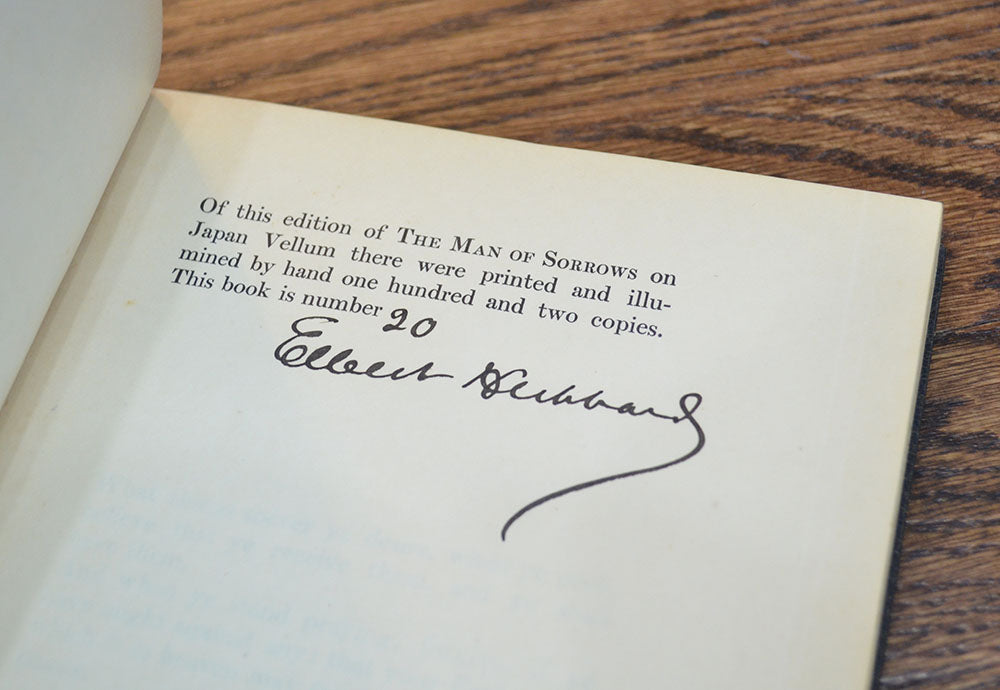 Of this edition of THE MAN OF SORROWS on
Japan Vellum there were printed and illu-
mined by hand one hundred and two copies.
This book is number 20
Elbert Hubbard